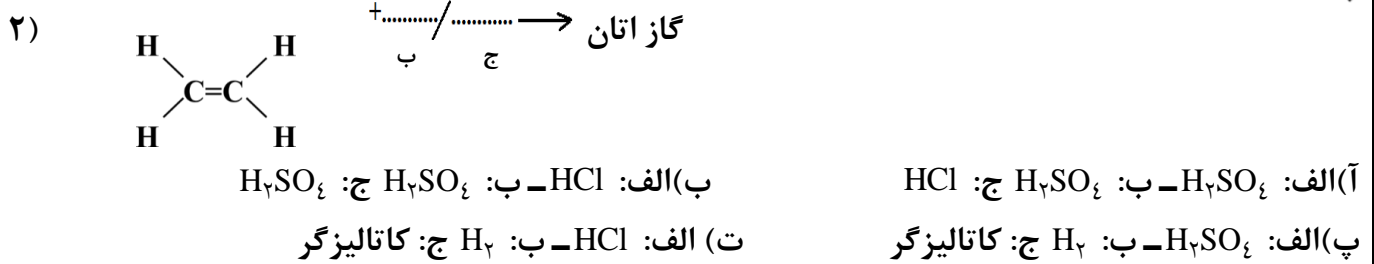 ۲) H H C=C H H +............/............ → گاز اتان
ب ج
آ)الف: H₂SO₄ ـ ب: H₂SO₄ ج: HCl ب)الف: HCl ـ ب: H₂SO₄ ج: H₂SO₄
پ)الف: H₂SO₄ ـ ب: H₂ ج: کاتالیزگر ت) الف: HCl ـ ب: H₂ ج: کاتالیزگر